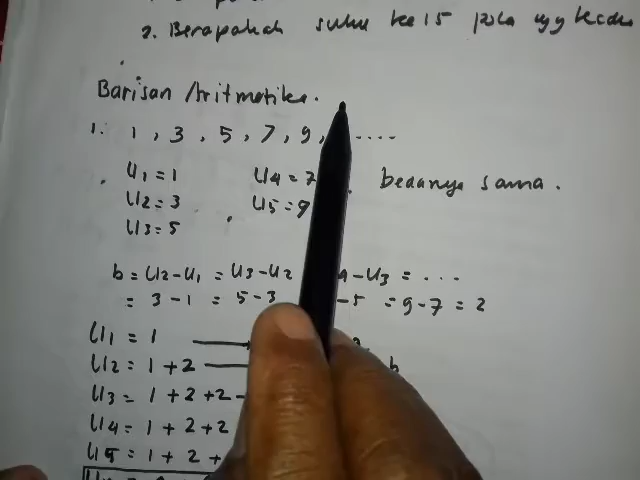 2. Berapakah suku ke 15 pola yg
Barisan Aritmatika.
1. 1, 3, 5, 7, 9, ....
U1 = 1 U4 = 7 bedanya sama.
U2 = 3 U5 = 9
U3 = 5
b = U2 - U1 = U3 - U2 - U3 = ...
= 3 - 1 = 5 - 3 - 5 = 9 - 7 = 2
U1 = 1
U2 = 1 + 2 b
U3 = 1 + 2 + 2
U4 = 1 + 2 + 2
U5 = 1 + 2 +